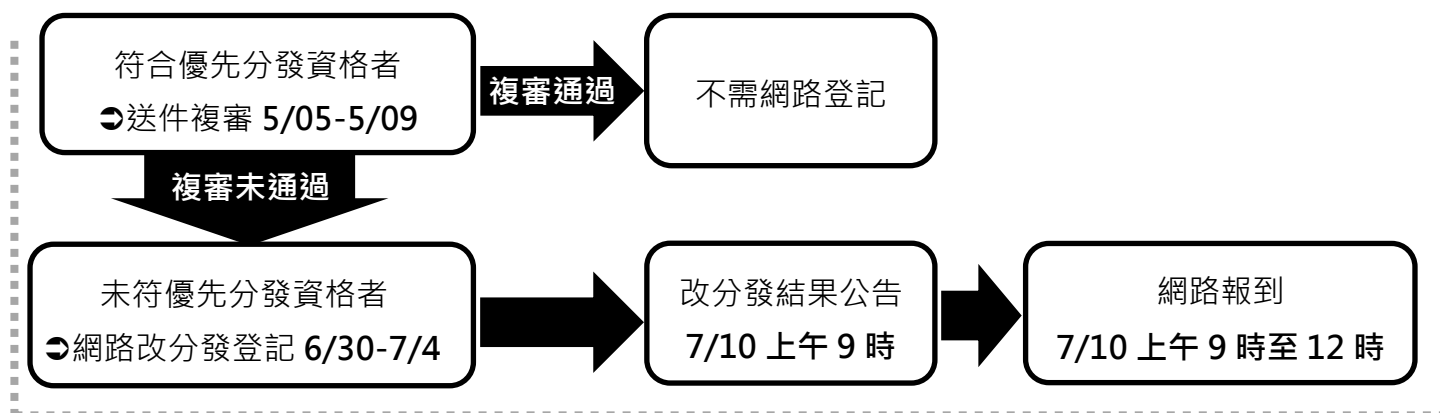 符合優先分發資格者
➲送件複審 5/05-5/09
複審通過
不需網路登記
複審未通過
未符優先分發資格者
➲網路改分發登記 6/30-7/4
改分發結果公告
7/10 上午 9 時
網路報到
7/10 上午 9 時至 12 時